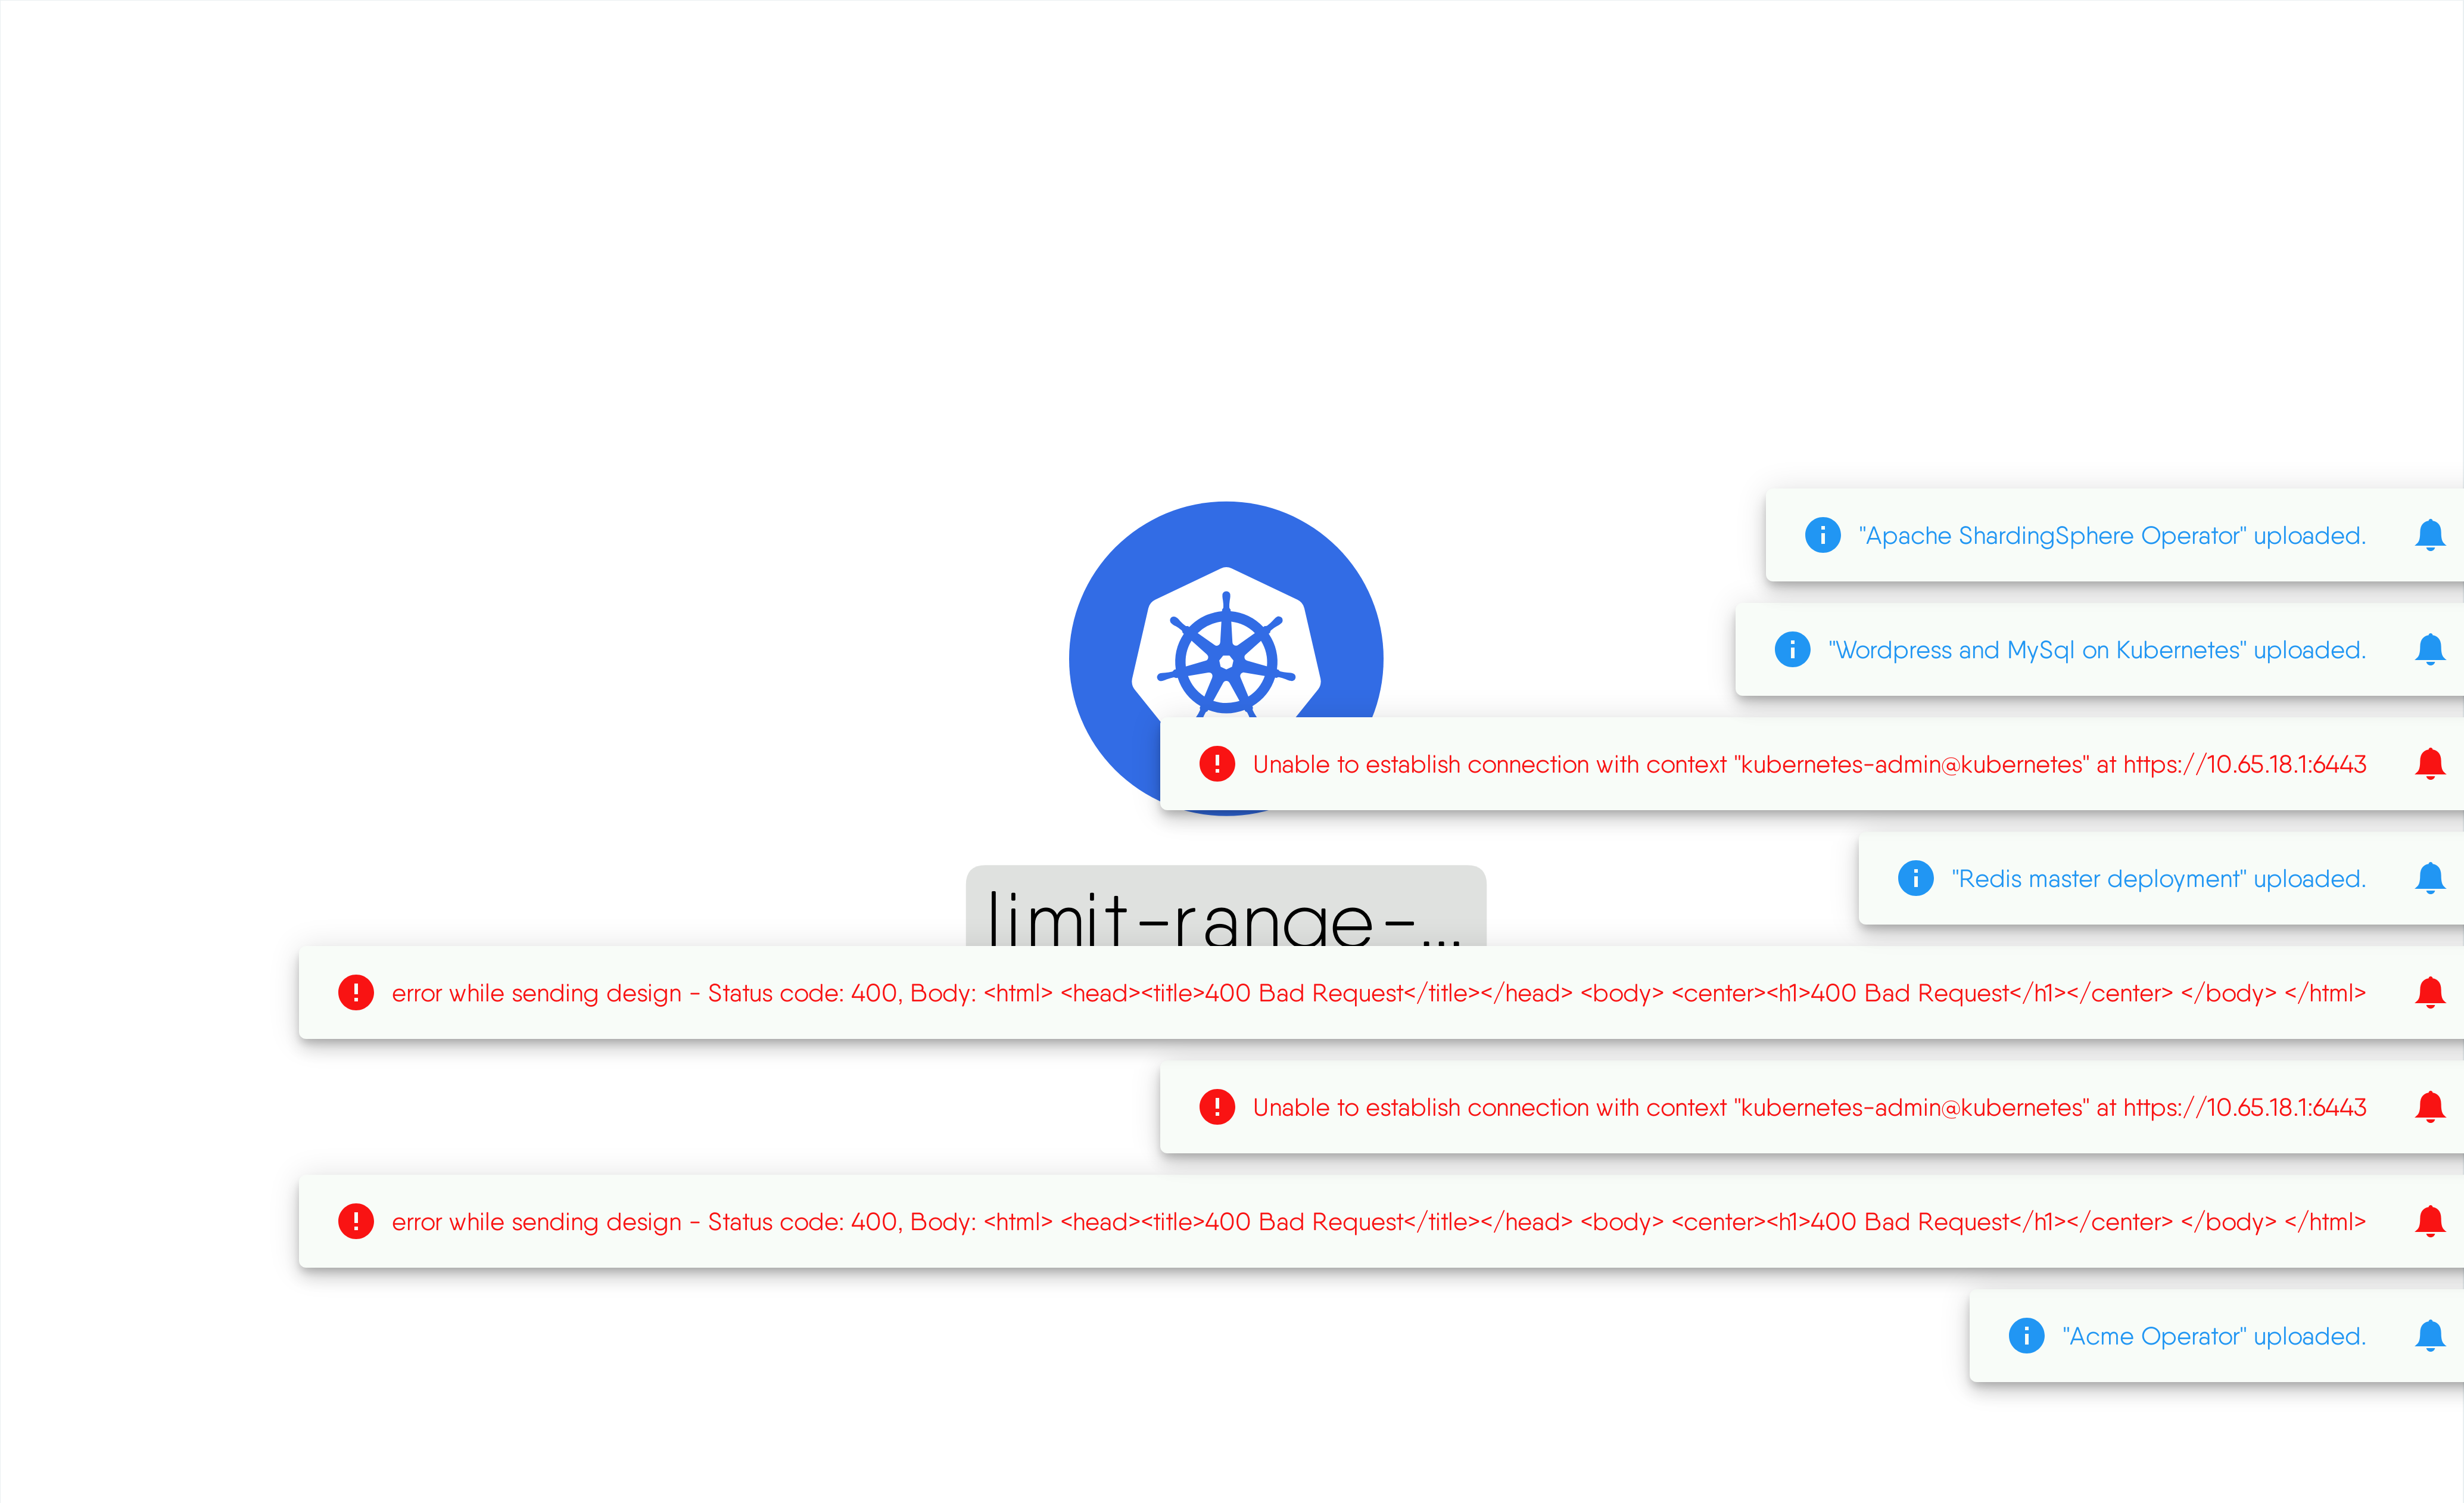 "Apache ShardingSphere Operator" uploaded.
"Wordpress and MySql on Kubernetes" uploaded.
Unable to establish connection with context "kubernetes-admin@kubernetes" at https://10.65.18.1:6443
"Redis master deployment" uploaded.
limit-range-...
error while sending design - Status code: 400, Body: <html> <head><title>400 Bad Request</title></head> <body> <center><h1>400 Bad Request</h1></center> </body> </html>
Unable to establish connection with context "kubernetes-admin@kubernetes" at https://10.65.18.1:6443
error while sending design - Status code: 400, Body: <html> <head><title>400 Bad Request</title></head> <body> <center><h1>400 Bad Request</h1></center> </body> </html>
"Acme Operator" uploaded.